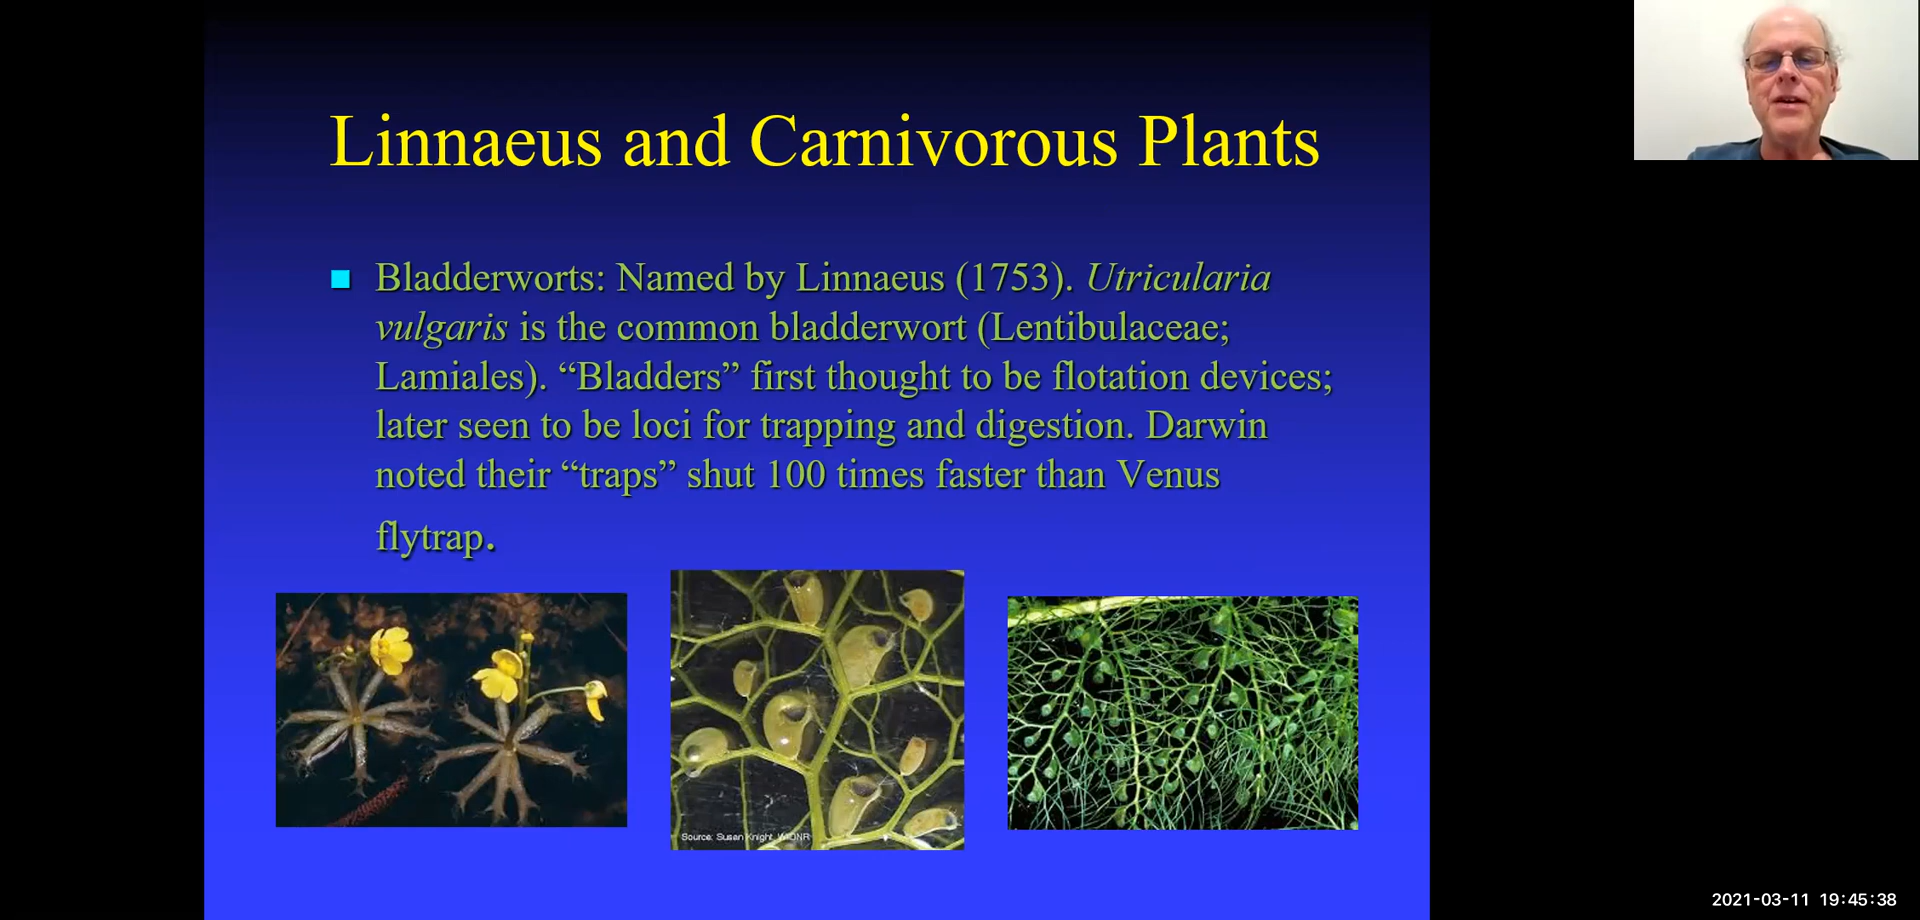 Linnaeus and Carnivorous Plants
Bladderworts: Named by Linnaeus (1753). Utricularia
vulgaris is the common bladderwort (Lentibulaceae;
Lamiales). “Bladders” first thought to be flotation devices;
later seen to be loci for trapping and digestion. Darwin
noted their “traps” shut 100 times faster than Venus
flytrap.
Source: Susan Knight, WIDNR
2021-03-11 19:45:38